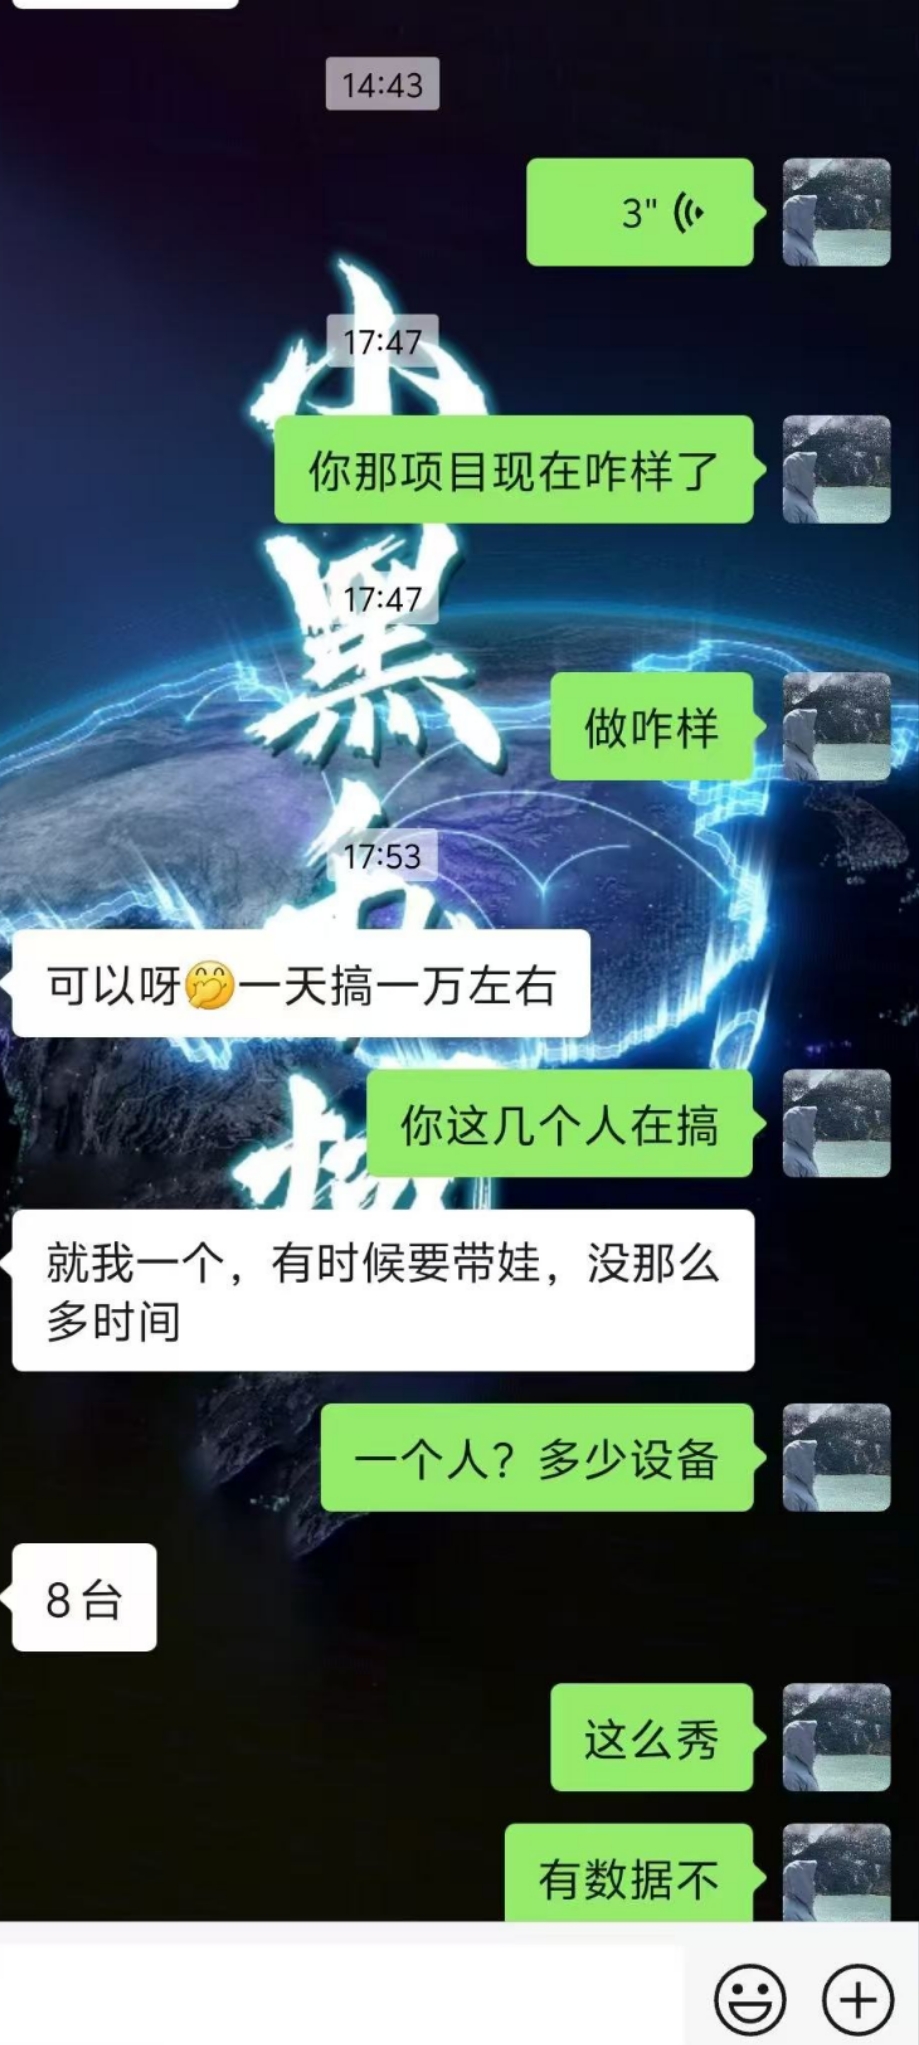 14:43
3"
17:47
小
你那项目现在咋样了
17:47
黑
做咋样
17:53
可以呀🤭一天搞一万左右
你这几个人在搞
就我一个，有时候要带娃，没那么
多时间
一个人？多少设备
8台
这么秀
有数据不